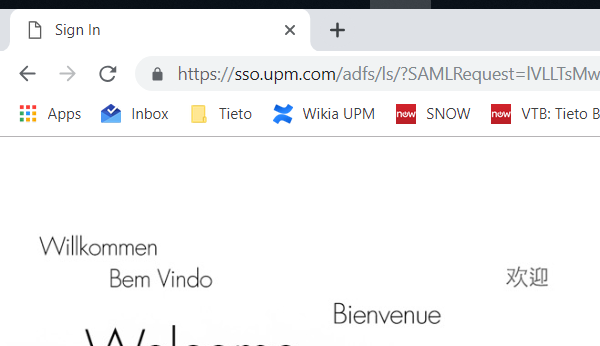 Sign In
https://sso.upm.com/adfs/ls/?SAMLRequest=lVLLTsMw
Apps Inbox Tieto Wikia UPM now SNOW now VTB: Tieto B
Willkommen
Bem Vindo 欢迎
Bienvenue
Welcome